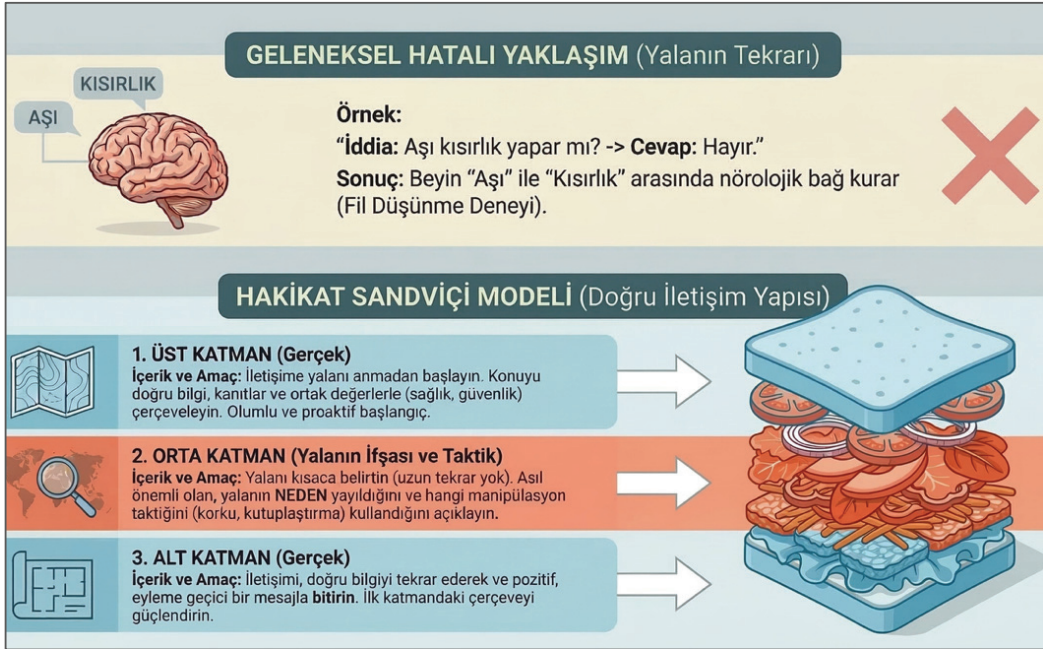 GELENEKSEL HATALI YAKLAŞIM (Yalanın Tekrarı)
KISIRLIK
AŞI
Örnek:
“İddia: Aşı kısırlık yapar mı? -> Cevap: Hayır.”
Sonuç: Beyin “Aşı” ile “Kısırlık” arasında nörolojik bağ kurar
(Fil Düşünme Deneyi).
HAKİKAT SANDVİÇİ MODELİ (Doğru İletişim Yapısı)
1. ÜST KATMAN (Gerçek)
İçerik ve Amaç: İletişime yalanı anmadan başlayın. Konuyu
doğru bilgi, kanıtlar ve ortak değerlerle (sağlık, güvenlik)
çerçeveleyin. Olumlu ve proaktif başlangıç.
2. ORTA KATMAN (Yalanın İfşası ve Taktik)
İçerik ve Amaç: Yalanı kısaca belirtin (uzun tekrar yok). Asıl
önemli olan, yalanın NEDEN yayıldığını ve hangi manipülasyon
taktiğini (korku, kutuplaştırma) kullandığını açıklayın.
3. ALT KATMAN (Gerçek)
İçerik ve Amaç: İletişimi, doğru bilgiyi tekrar ederek ve pozitif,
eyleme geçici bir mesajla bitirin. İlk katmandaki çerçeveyi
güçlendirin.